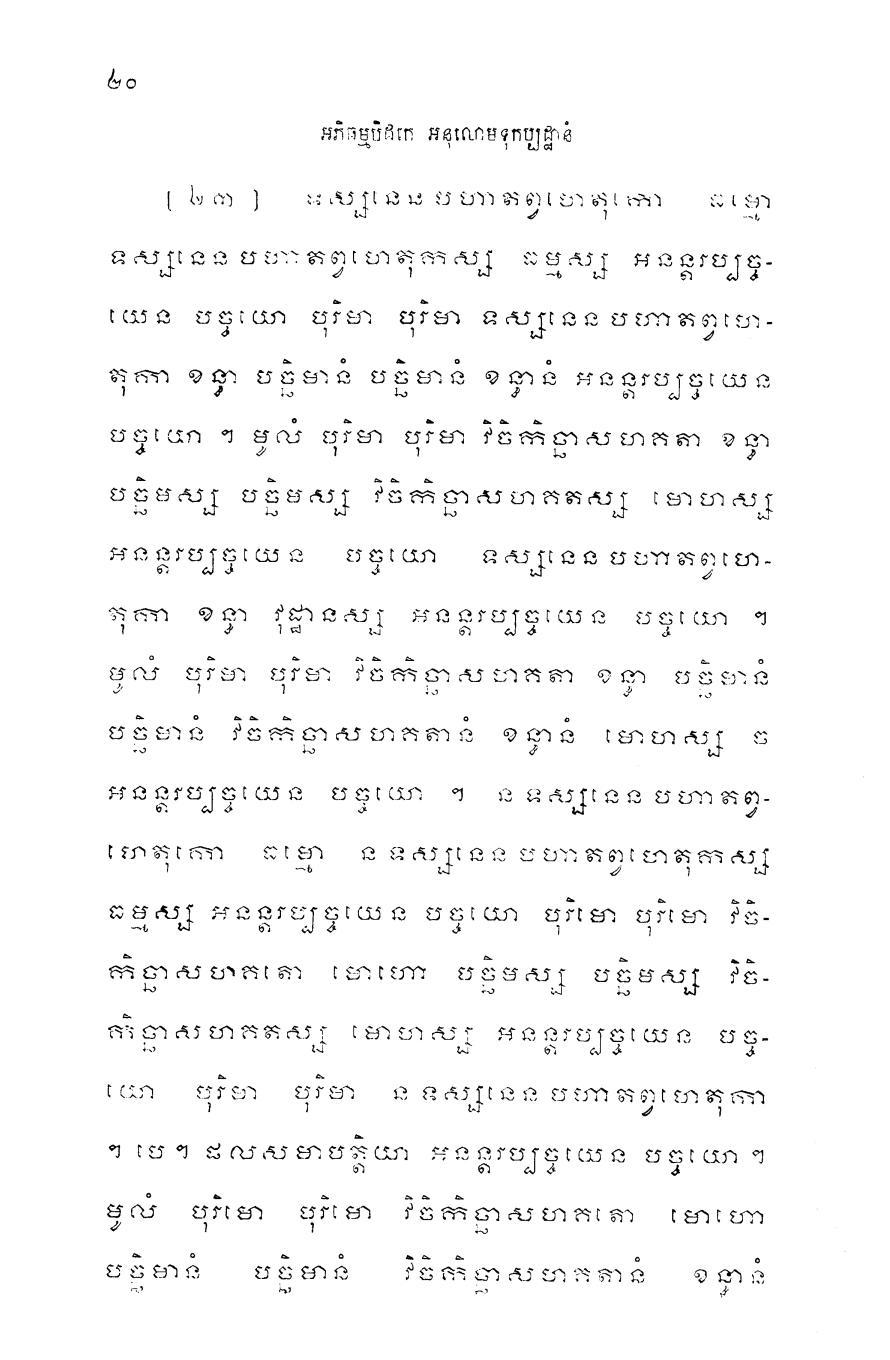 ៤០
អភិធម្មបិដកេ អនុលោមទុកប្បដ្ឋានំ
[ ៤៣ ] ទស្សនេនបហាតព្វហេតុកោ ធម្មោ
ទស្សនេនបហាតព្វហេតុកស្ស ធម្មស្ស អនន្តរប្បច្ច-
យេន បច្ចយោ បុរិមា បុរិមា ទស្សនេនបហាតព្វហេ-
តុកា ខន្ធា បច្ឆិមានំ បច្ឆិមានំ ខន្ធានំ អនន្តរប្បច្ចយេន
បច្ចយោ ។ មូលំ បុរិមា បុរិមា វិចិកិច្ឆាសហគតា ខន្ធា
បច្ឆិមស្ស បច្ឆិមស្ស វិចិកិច្ឆាសហគតស្ស មោហស្ស
អនន្តរប្បច្ចយេន បច្ចយោ ទស្សនេនបហាតព្វហេ-
តុកា ខន្ធា វុដ្ឋានស្ស អនន្តរប្បច្ចយេន បច្ចយោ ។
មូលំ បុរិមា បុរិមា វិចិកិច្ឆាសហគតា ខន្ធា បច្ឆិមានំ
បច្ឆិមានំ វិចិកិច្ឆាសហគតានំ ខន្ធានំ មោហស្ស ច
អនន្តរប្បច្ចយេន បច្ចយោ ។ ន ទស្សនេនបហាតព្វ-
ហេតុកោ ធម្មោ ន ទស្សនេនបហាតព្វហេតុកស្ស
ធម្មស្ស អនន្តរប្បច្ចយេន បច្ចយោ បុរិមោ បុរិមោ វិចិ-
កិច្ឆាសហគតោ មោហោ បច្ឆិមស្ស បច្ឆិមស្ស វិចិ-
កិច្ឆាសហគតស្ស មោហស្ស អនន្តរប្បច្ចយេន បច្ច-
យោ បុរិមា បុរិមា ន ទស្សនេនបហាតព្វហេតុកា
។ បេ ។ ផលសមាបត្តិយា អនន្តរប្បច្ចយេន បច្ចយោ ។
មូលំ បុរិមោ បុរិមោ វិចិកិច្ឆាសហគតោ មោហោ
បច្ឆិមានំ បច្ឆិមានំ វិចិកិច្ឆាសហគតានំ ខន្ធានំ